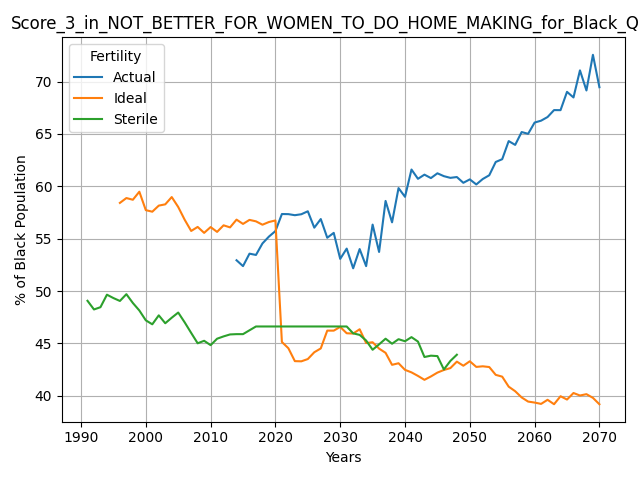 Score_3_in_NOT_BETTER_FOR_WOMEN_TO_DO_HOME_MAKING_for_Black_Q
Fertility
Actual
Ideal
Sterile
% of Black Population
70
65
60
55
50
45
40
1990 2000 2010 2020 2030 2040 2050 2060 2070
Years